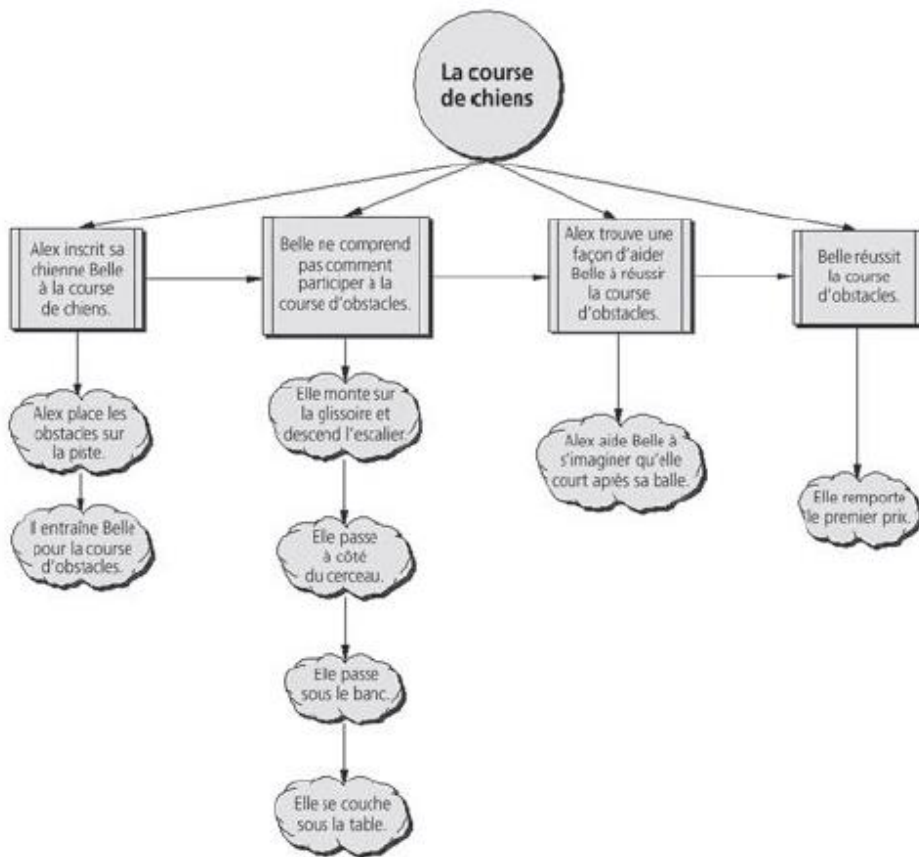 La course
de chiens
Alex inscrit sa
chienne Belle
à la course
de chiens.
Belle ne comprend
pas comment
participer à la
course d'obstacles.
Alex trouve une
façon d'aider
Belle à réussir
la course
d'obstacles.
Belle réussit
la course
d'obstacles.
Alex place les
obstacles sur
la piste.
Il entraîne Belle
pour la course
d'obstacles.
Elle monte sur
la glissoire et
descend l'escalier.
Elle passe
à côté
du cerceau.
Elle passe
sous le banc.
Elle se couche
sous la table.
Alex aide Belle à
s'imaginer qu'elle
court après sa balle.
Elle remporte
le premier prix.